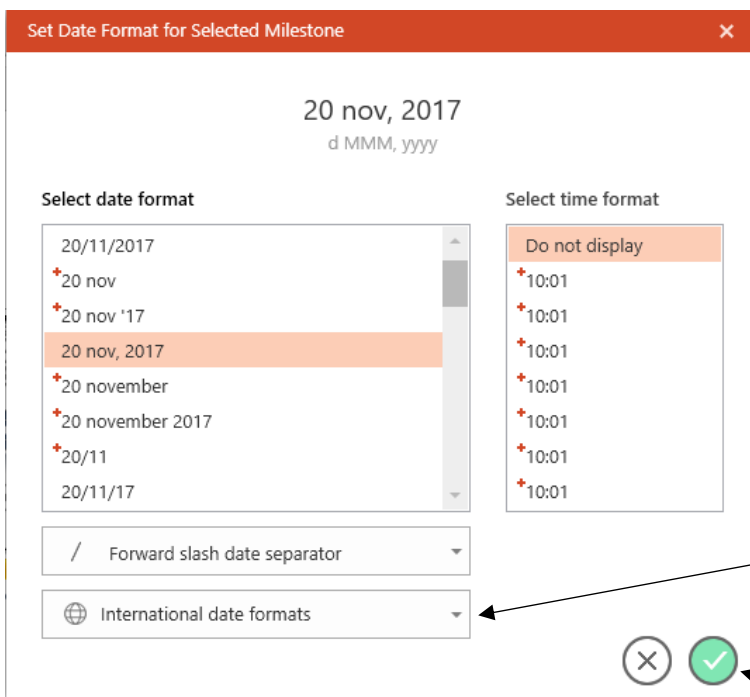 Set Date Format for Selected Milestone
20 nov, 2017
d MMM, yyyy
Select date format
20/11/2017
20 nov
20 nov '17
20 nov, 2017
20 november
20 november 2017
20/11
20/11/17
/ Forward slash date separator
International date formats
Select time format
Do not display
10:01
10:01
10:01
10:01
10:01
10:01
10:01